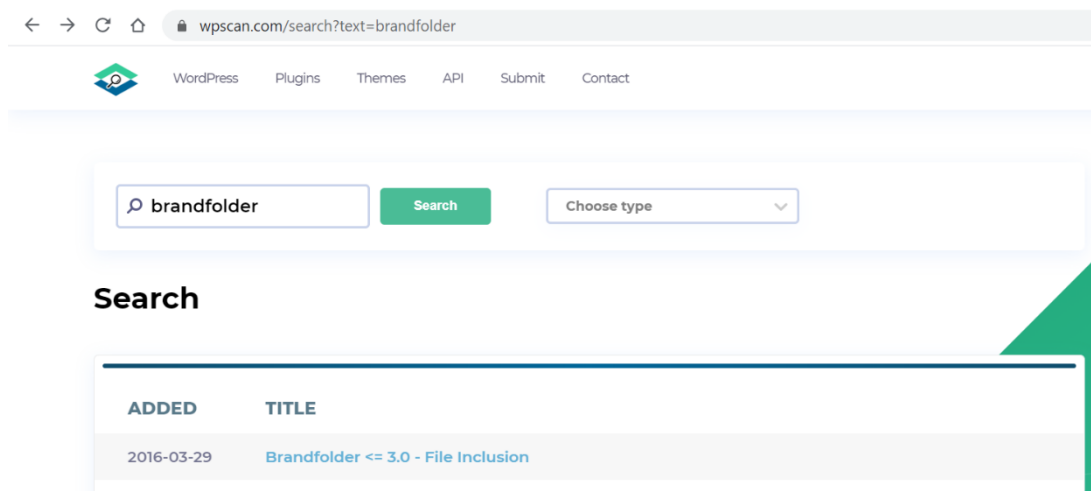 wpscan.com/search?text=brandfolder
WordPress Plugins Themes API Submit Contact
brandfolder Search Choose type
Search
ADDED TITLE
2016-03-29 Brandfolder <= 3.0 - File Inclusion